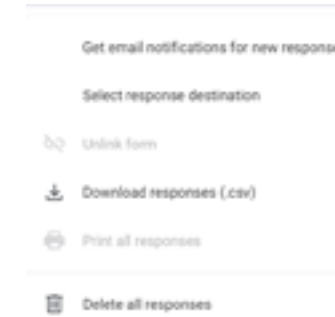 Get email notifications for new response
Select response destination
Unlink form
Download responses (.csv)
Print all responses
Delete all responses